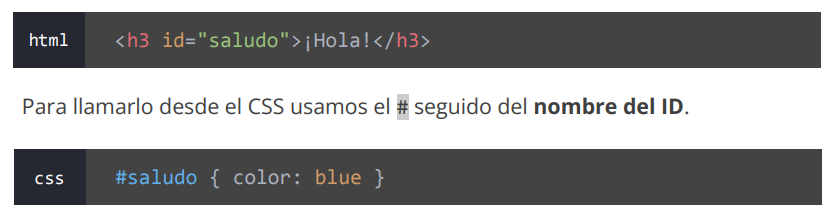 html <h3 id="saludo">¡Hola!</h3>
Para llamarlo desde el CSS usamos el # seguido del nombre del ID.
css #saludo { color: blue }